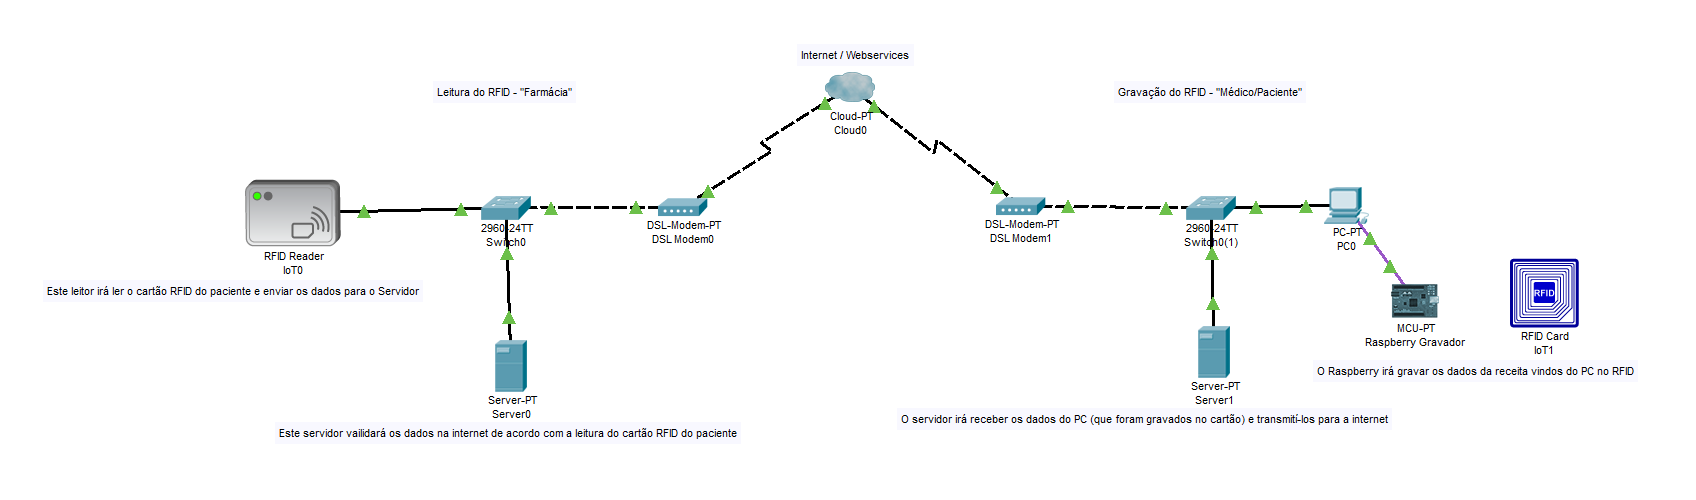 Internet / Webservices
Leitura do RFID - "Farmácia"
Gravação do RFID - "Médico/Paciente"
Cloud-PT
Cloud0
RFID Reader
IoT0
2960-24TT
Switch0
DSL-Modem-PT
DSL Modem0
DSL-Modem-PT
DSL Modem1
2960-24TT
Switch0(1)
PC-PT
PC0
Este leitor irá ler o cartão RFID do paciente e enviar os dados para o Servidor
RFID
MCU-PT
Raspberry Gravador
RFID Card
IoT1
O Raspberry irá gravar os dados da receita vindos do PC no RFID
Server-PT
Server0
Server-PT
Server1
Este servidor vailidará os dados na internet de acordo com a leitura do cartão RFID do paciente
O servidor irá receber os dados do PC (que foram gravados no cartão) e transmití-los para a internet